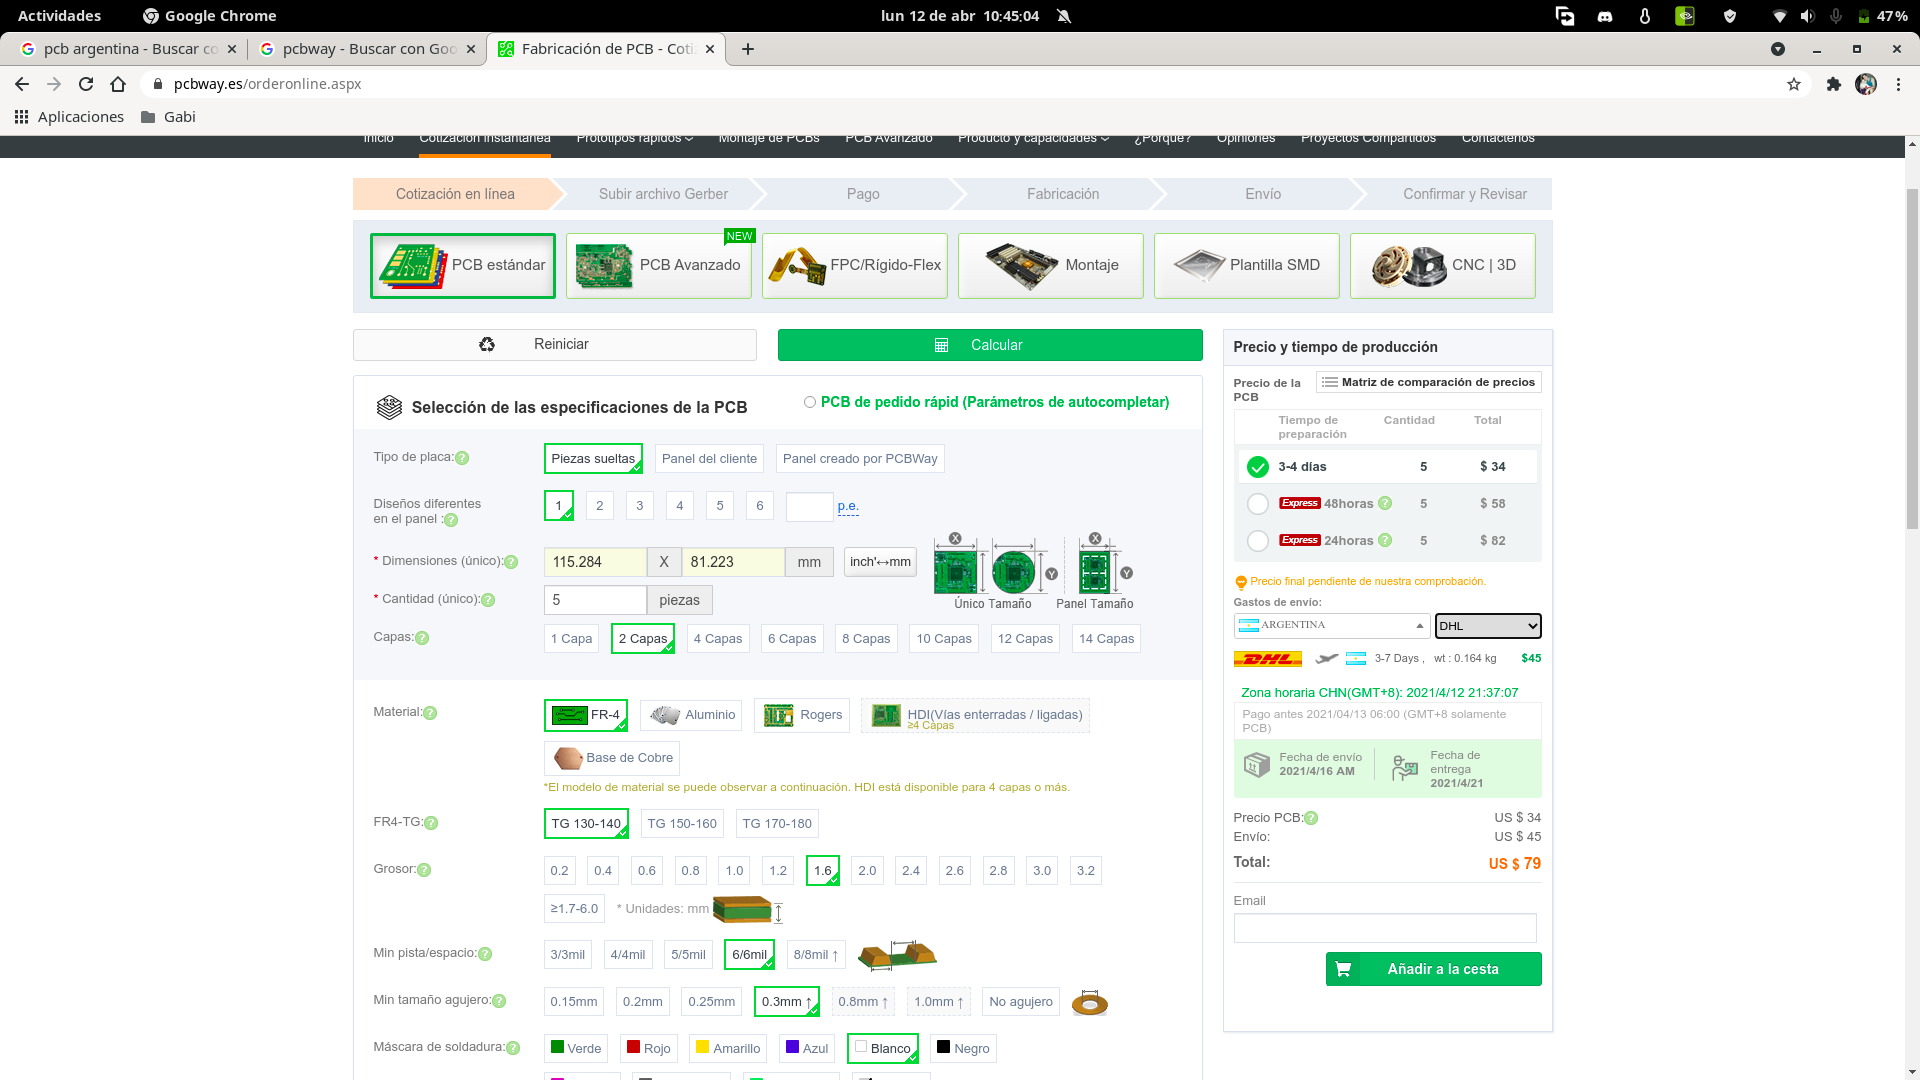 Actividades
Google Chrome
lun 12 de abr 10:45:04
47%
pcb argentina - Buscar co
pcbway - Buscar con Goo
Fabricación de PCB - Coti
pcbway.es/orderonline.aspx
Aplicaciones
Gabi
Inicio
Cotización instantánea
Prototipos rápidos
Montaje de PCBs
PCB Avanzado
Producto y capacidades
¿Porqué?
Opiniones
Proyectos Compartidos
Contáctenos
Cotización en línea
Subir archivo Gerber
Pago
Fabricación
Envío
Confirmar y Revisar
PCB estándar
NEW
PCB Avanzado
FPC/Rígido-Flex
Montaje
Plantilla SMD
CNC | 3D
Reiniciar
Calcular
Selección de las especificaciones de la PCB
PCB de pedido rápid (Parámetros de autocompletar)
Tipo de placa:
Piezas sueltas
Panel del cliente
Panel creado por PCBWay
Diseños diferentes
en el panel :
1 2 3 4 5 6 p.e.
* Dimensiones (único):
115.284 X 81.223 mm
inch'↔mm
X X Y Y
Único Tamaño
Panel Tamaño
* Cantidad (único):
5 piezas
Capas:
1 Capa
2 Capas
4 Capas
6 Capas
8 Capas
10 Capas
12 Capas
14 Capas
Material:
FR-4
Aluminio
Rogers
HDI(Vías enterradas / ligadas)
≥4 Capas
Base de Cobre
*El modelo de material se puede observar a continuación. HDI está disponible para 4 capas o más.
FR4-TG:
TG 130-140
TG 150-160
TG 170-180
Grosor:
0.2 0.4 0.6 0.8 1.0 1.2 1.6 2.0 2.4 2.6 2.8 3.0 3.2
≥1.7-6.0
* Unidades: mm
Min pista/espacio:
3/3mil
4/4mil
5/5mil
6/6mil
8/8mil ↑
Min tamaño agujero:
0.15mm
0.2mm
0.25mm
0.3mm ↑
0.8mm ↑
1.0mm ↑
No agujero
Máscara de soldadura:
Verde
Rojo
Amarillo
Azul
Blanco
Negro
Precio y tiempo de producción
Precio de la
PCB
Matriz de comparación de precios
Tiempo de
preparación
Cantidad
Total
3-4 días 5 $ 34
Express 48horas 5 $ 58
Express 24horas 5 $ 82
Precio final pendiente de nuestra comprobación.
Gastos de envío:
ARGENTINA
DHL
DHL 3-7 Days , wt : 0.164 kg $45
Zona horaria CHN(GMT+8): 2021/4/12 21:37:07
Pago antes 2021/04/13 06:00 (GMT+8 solamente
PCB)
Fecha de envío
2021/4/16 AM
Fecha de
entrega
2021/4/21
Precio PCB: US $ 34
Envío: US $ 45
Total: US $ 79
Email
Añadir a la cesta